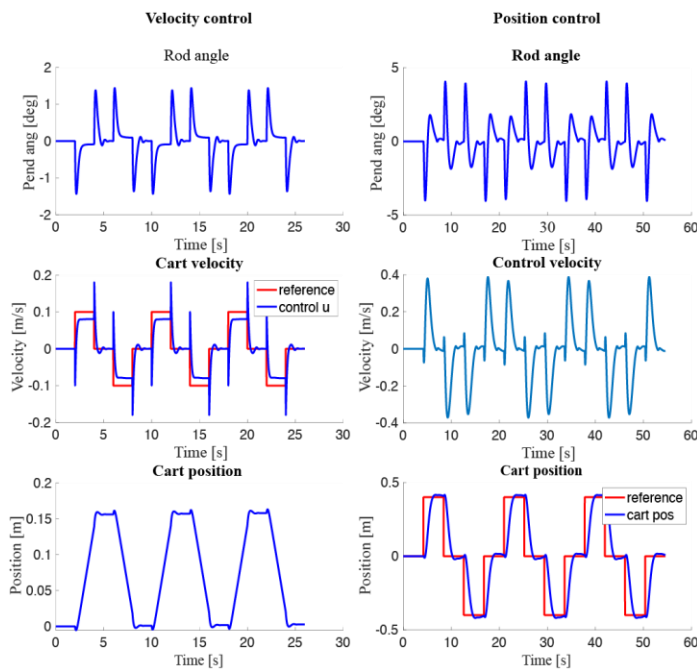 Velocity control
Position control
Rod angle
2
1
0
-1
-2
Pend ang [deg]
0
5
10
15
20
25
30
Time [s]
Rod angle
5
0
-5
Pend ang [deg]
0
10
20
30
40
50
60
Time [s]
Cart velocity
0.2
0.1
0
-0.1
-0.2
Velocity [m/s]
reference
control u
0
5
10
15
20
25
30
Time [s]
Control velocity
0.4
0.2
0
-0.2
-0.4
Velocity [m/s]
0
10
20
30
40
50
60
Time [s]
Cart position
0.2
0.15
0.1
0.05
0
Position [m]
0
5
10
15
20
25
30
Time [s]
Cart position
0.5
0
-0.5
Position [m]
reference
cart pos
0
10
20
30
40
50
60
Time [s]